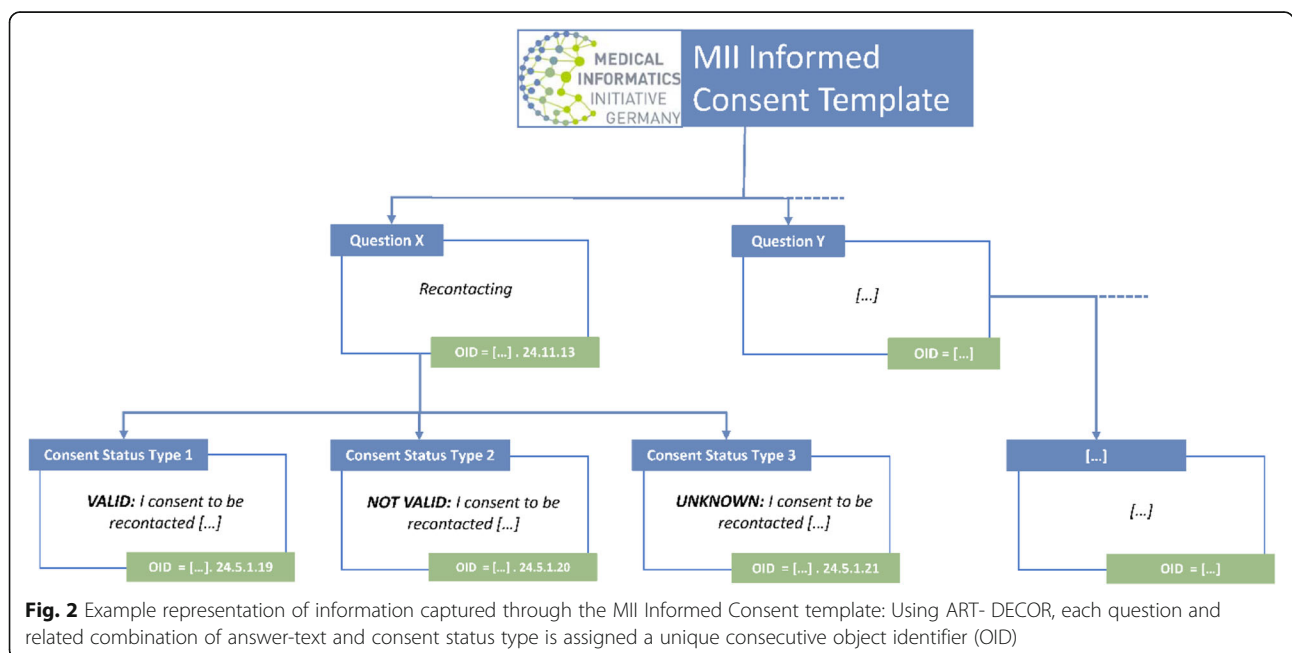 MEDICAL
INFORMATICS
INITIATIVE
GERMANY
MII Informed
Consent Template
Question X
Recontacting
OID = [...] . 24.11.13
Question Y
[...]
OID = [...]
Consent Status Type 1
VALID: I consent to be
recontacted [...]
OID = [...]. 24.5.1.19
Consent Status Type 2
NOT VALID: I consent to be
recontacted [...]
OID = [...] . 24.5.1.20
Consent Status Type 3
UNKNOWN: I consent to be
recontacted [...]
OID = [...] . 24.5.1.21
[...]
[...]
OID = [...]
Fig. 2 Example representation of information captured through the MII Informed Consent template: Using ART- DECOR, each question and
related combination of answer-text and consent status type is assigned a unique consecutive object identifier (OID)